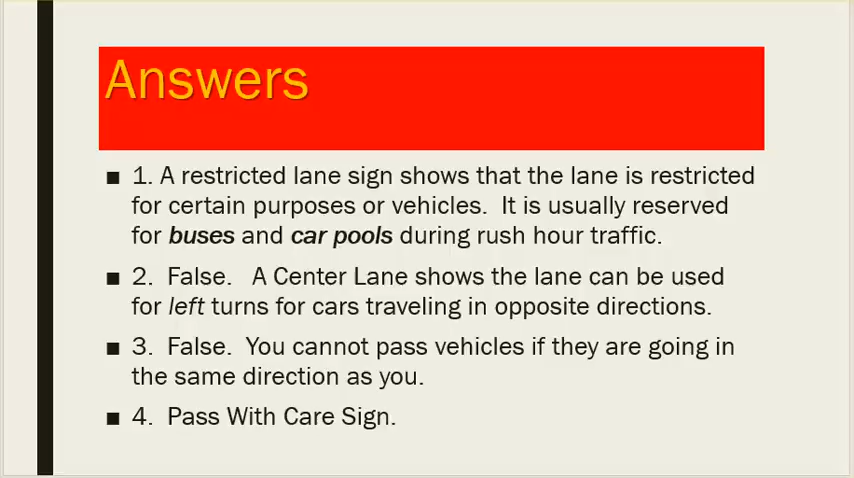 Answers
■ 1. A restricted lane sign shows that the lane is restricted
for certain purposes or vehicles.  It is usually reserved
for buses and car pools during rush hour traffic.
■ 2.  False.   A Center Lane shows the lane can be used
for left turns for cars traveling in opposite directions.
■ 3.  False.  You cannot pass vehicles if they are going in
the same direction as you.
■ 4.  Pass With Care Sign.